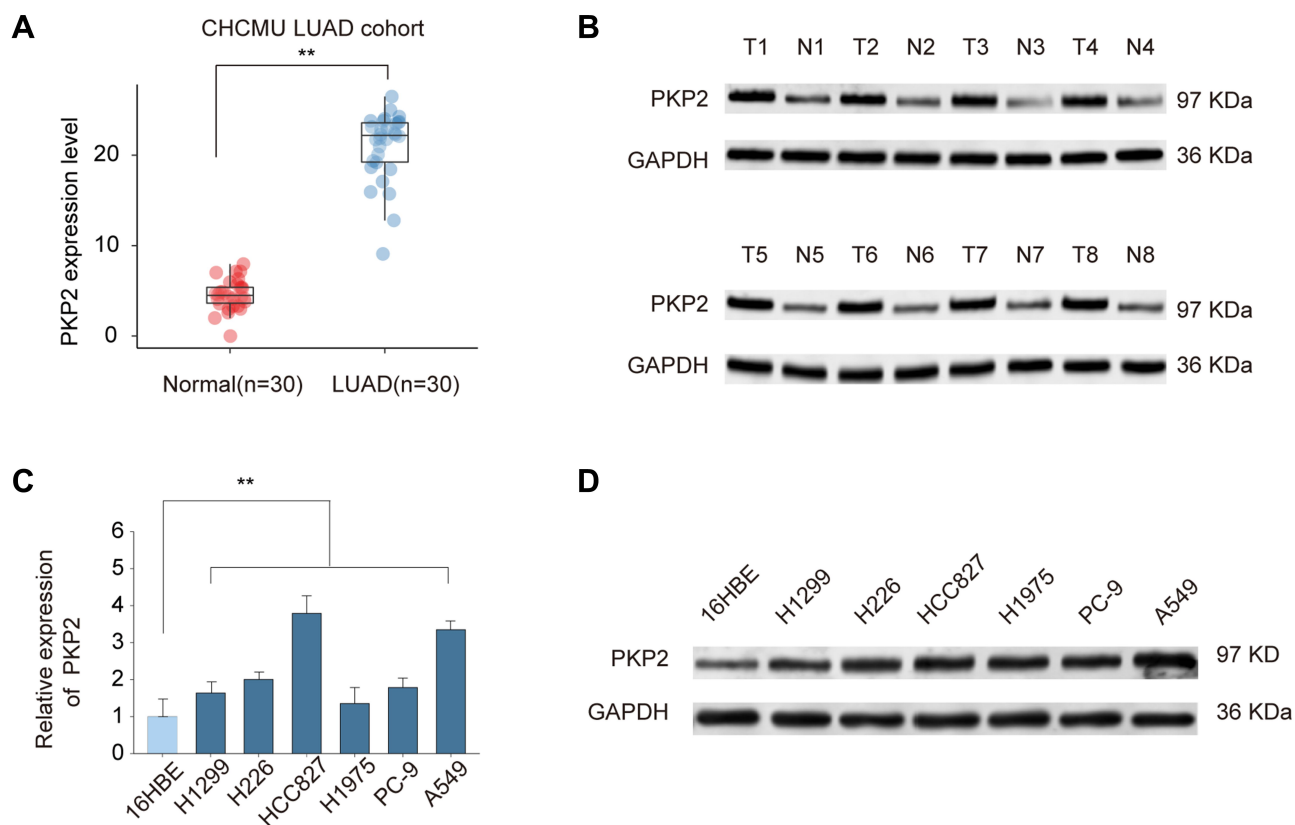 A
CHCMU LUAD cohort
**
PKP2 expression level
20
10
0
Normal(n=30) LUAD(n=30)
B
T1 N1 T2 N2 T3 N3 T4 N4
PKP2 97 KDa
GAPDH 36 KDa
T5 N5 T6 N6 T7 N7 T8 N8
PKP2 97 KDa
GAPDH 36 KDa
C
**
Relative expression
of PKP2
6
5
4
3
2
1
0
16HBE H1299 H226 HCC827 H1975 PC-9 A549
D
16HBE H1299 H226 HCC827 H1975 PC-9 A549
PKP2 97 KD
GAPDH 36 KDa